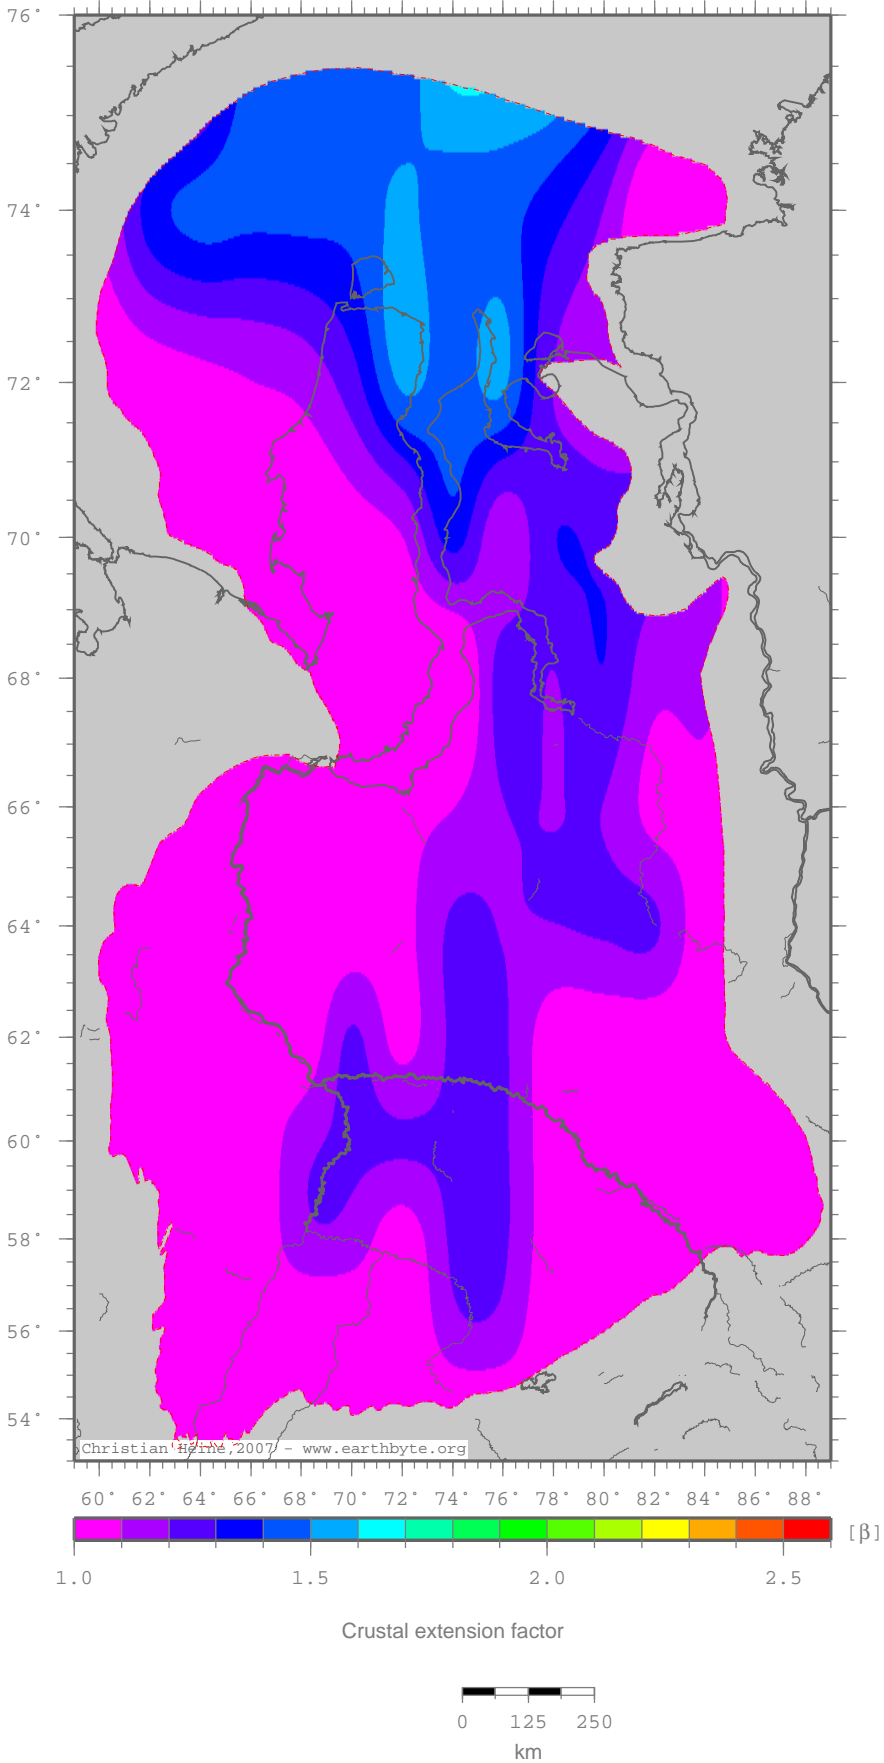 76°
74°
72°
70°
68°
66°
64°
62°
60°
58°
56°
54°
Christian Heine, 2007 - www.earthbyte.org
60° 62° 64° 66° 68° 70° 72° 74° 76° 78° 80° 82° 84° 86° 88°
[β]
1.0 1.5 2.0 2.5
Crustal extension factor
0 125 250
km